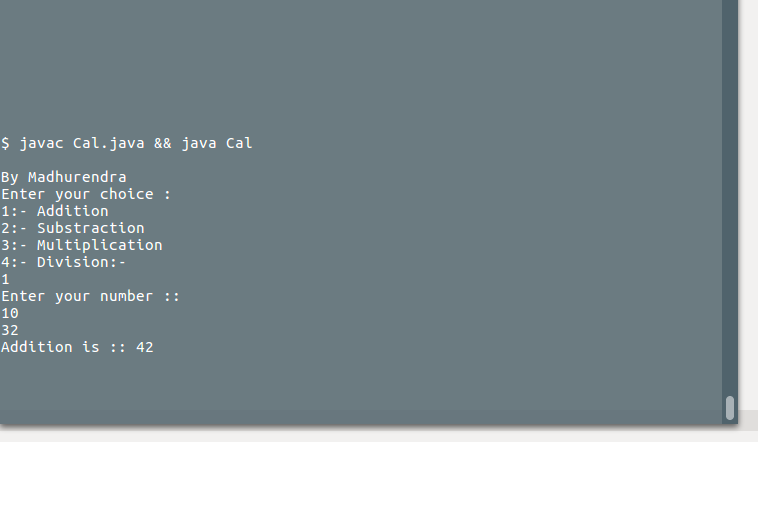 $ javac Cal.java && java Cal
By Madhurendra
Enter your choice :
1:- Addition
2:- Substraction
3:- Multiplication
4:- Division:-
1
Enter your number ::
10
32
Addition is :: 42